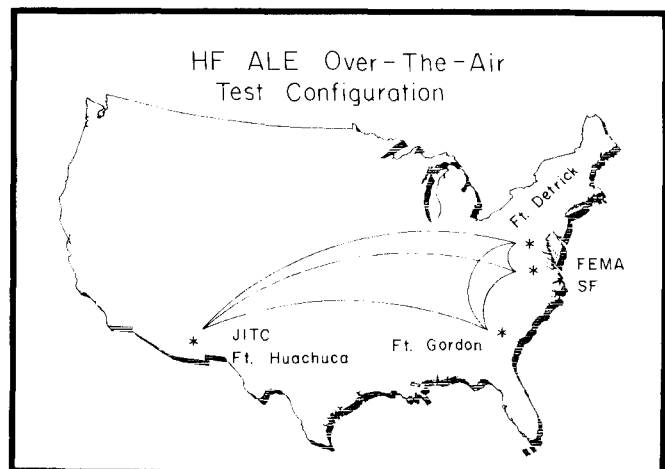 HF ALE Over-The-Air
Test Configuration
Ft. Detrick
FEMA
SF
JITC
Ft. Huachuca
Ft. Gordon